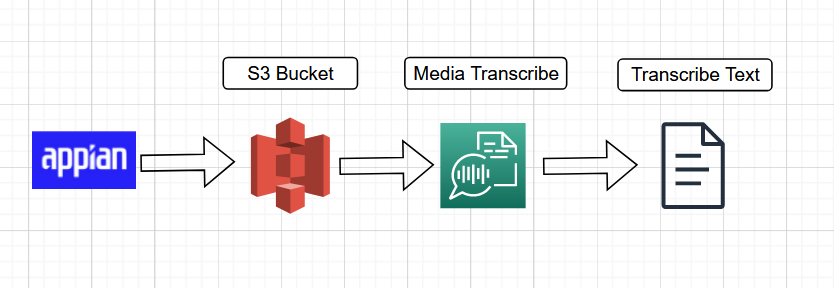 S3 Bucket
Media Transcribe
Transcribe Text
appian